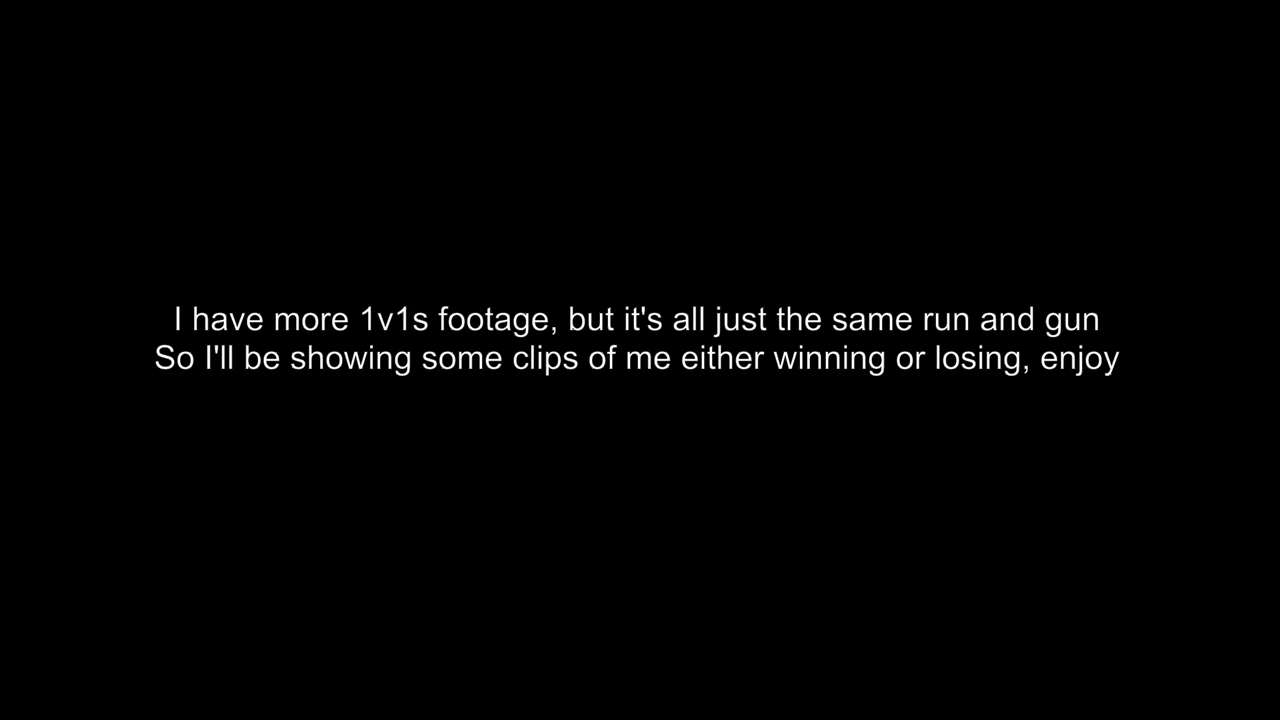 I have more 1v1s footage, but it's all just the same run and gun
So I'll be showing some clips of me either winning or losing, enjoy